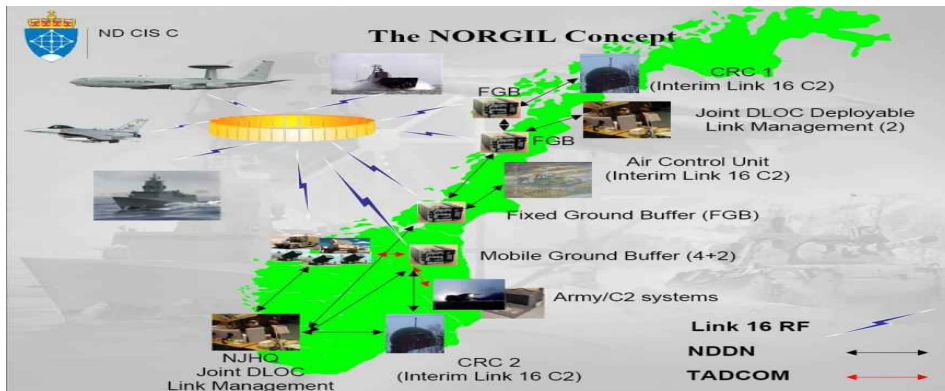 ND CIS C
The NORGIL Concept
FGB
CRC 1
(Interim Link 16 C2)
Joint DLOC Deployable
Link Management (2)
FGB
Air Control Unit
(Interim Link 16 C2)
Fixed Ground Buffer (FGB)
Mobile Ground Buffer (4+2)
Army/C2 systems
Link 16 RF
NDDN
TADCOM
NJHQ
Joint DLOC
Link Management
CRC 2
(Interim Link 16 C2)